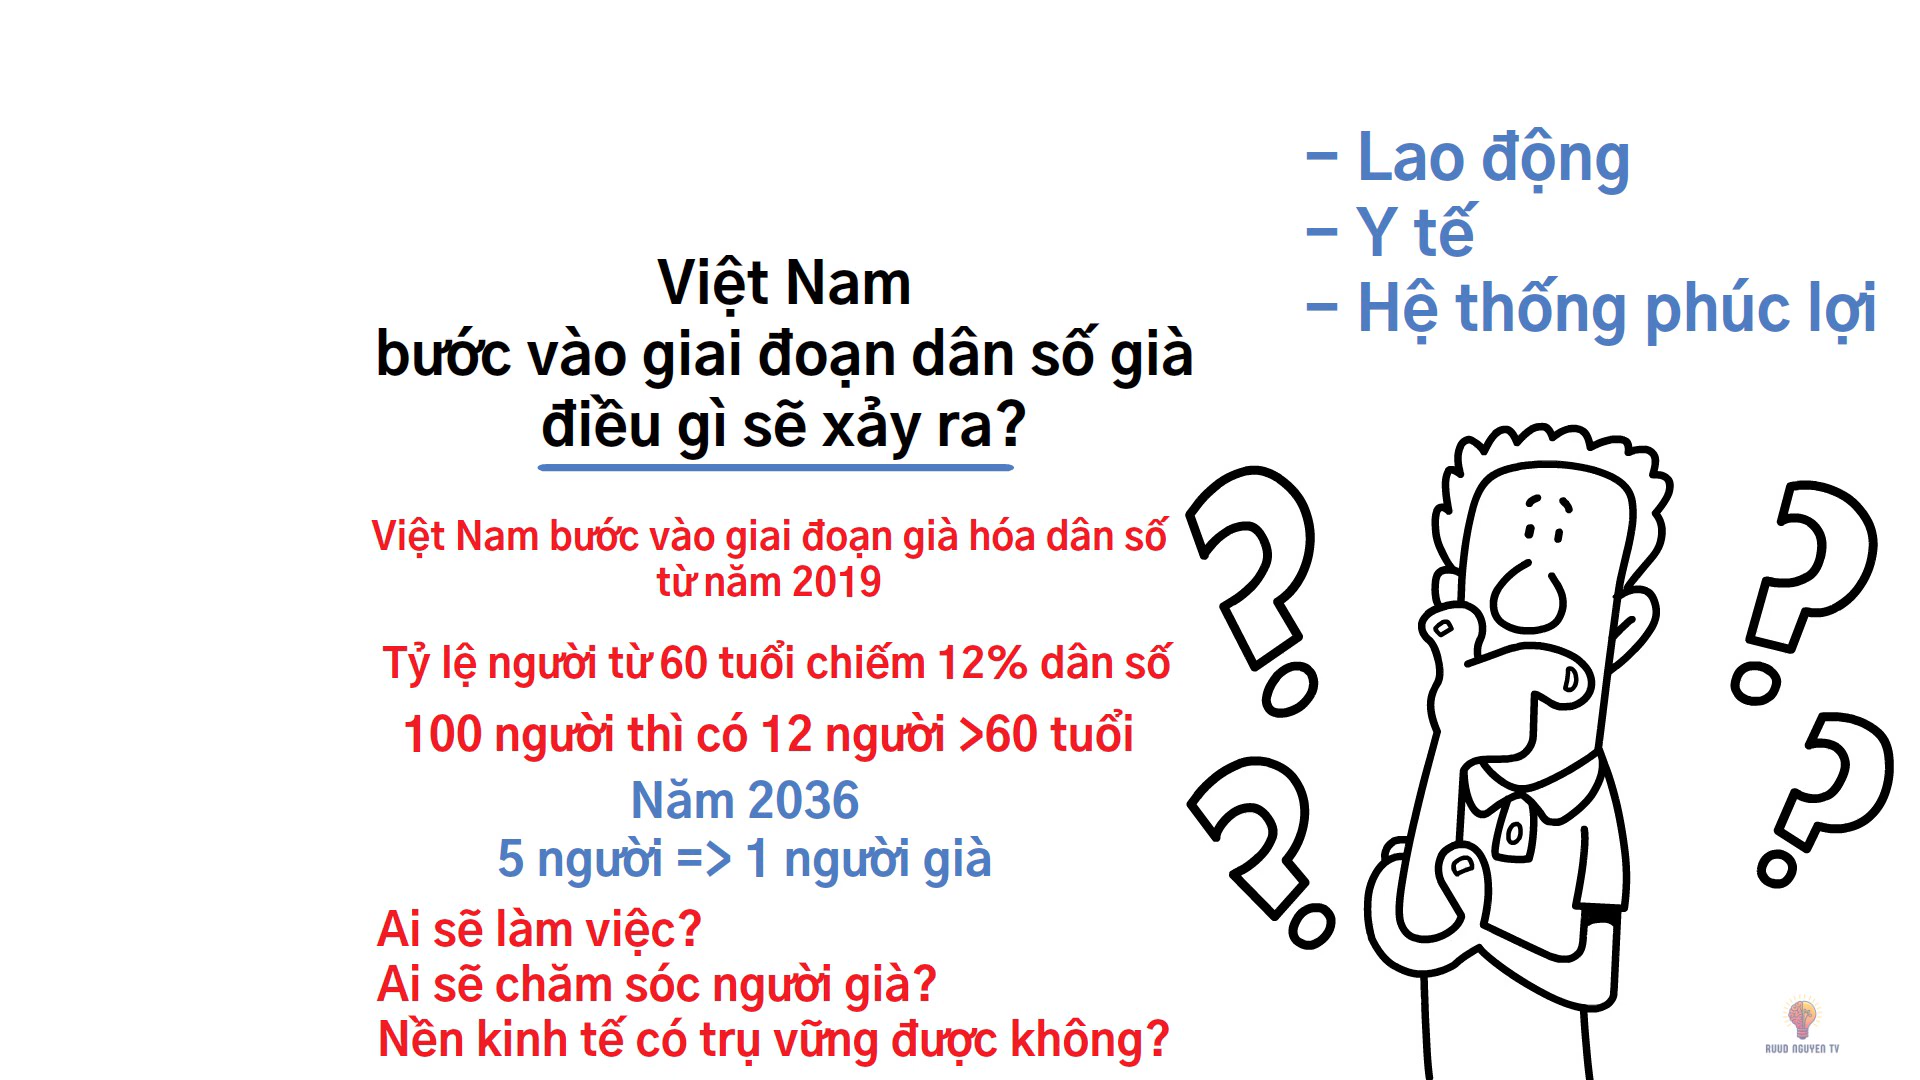 - Lao động
- Y tế
- Hệ thống phúc lợi
Việt Nam
bước vào giai đoạn dân số già
điều gì sẽ xảy ra?
Việt Nam bước vào giai đoạn già hóa dân số
từ năm 2019
Tỷ lệ người từ 60 tuổi chiếm 12% dân số
100 người thì có 12 người >60 tuổi
Năm 2036
5 người => 1 người già
Ai sẽ làm việc?
Ai sẽ chăm sóc người già?
Nền kinh tế có trụ vững được không?
RUUD NGUYEN TV